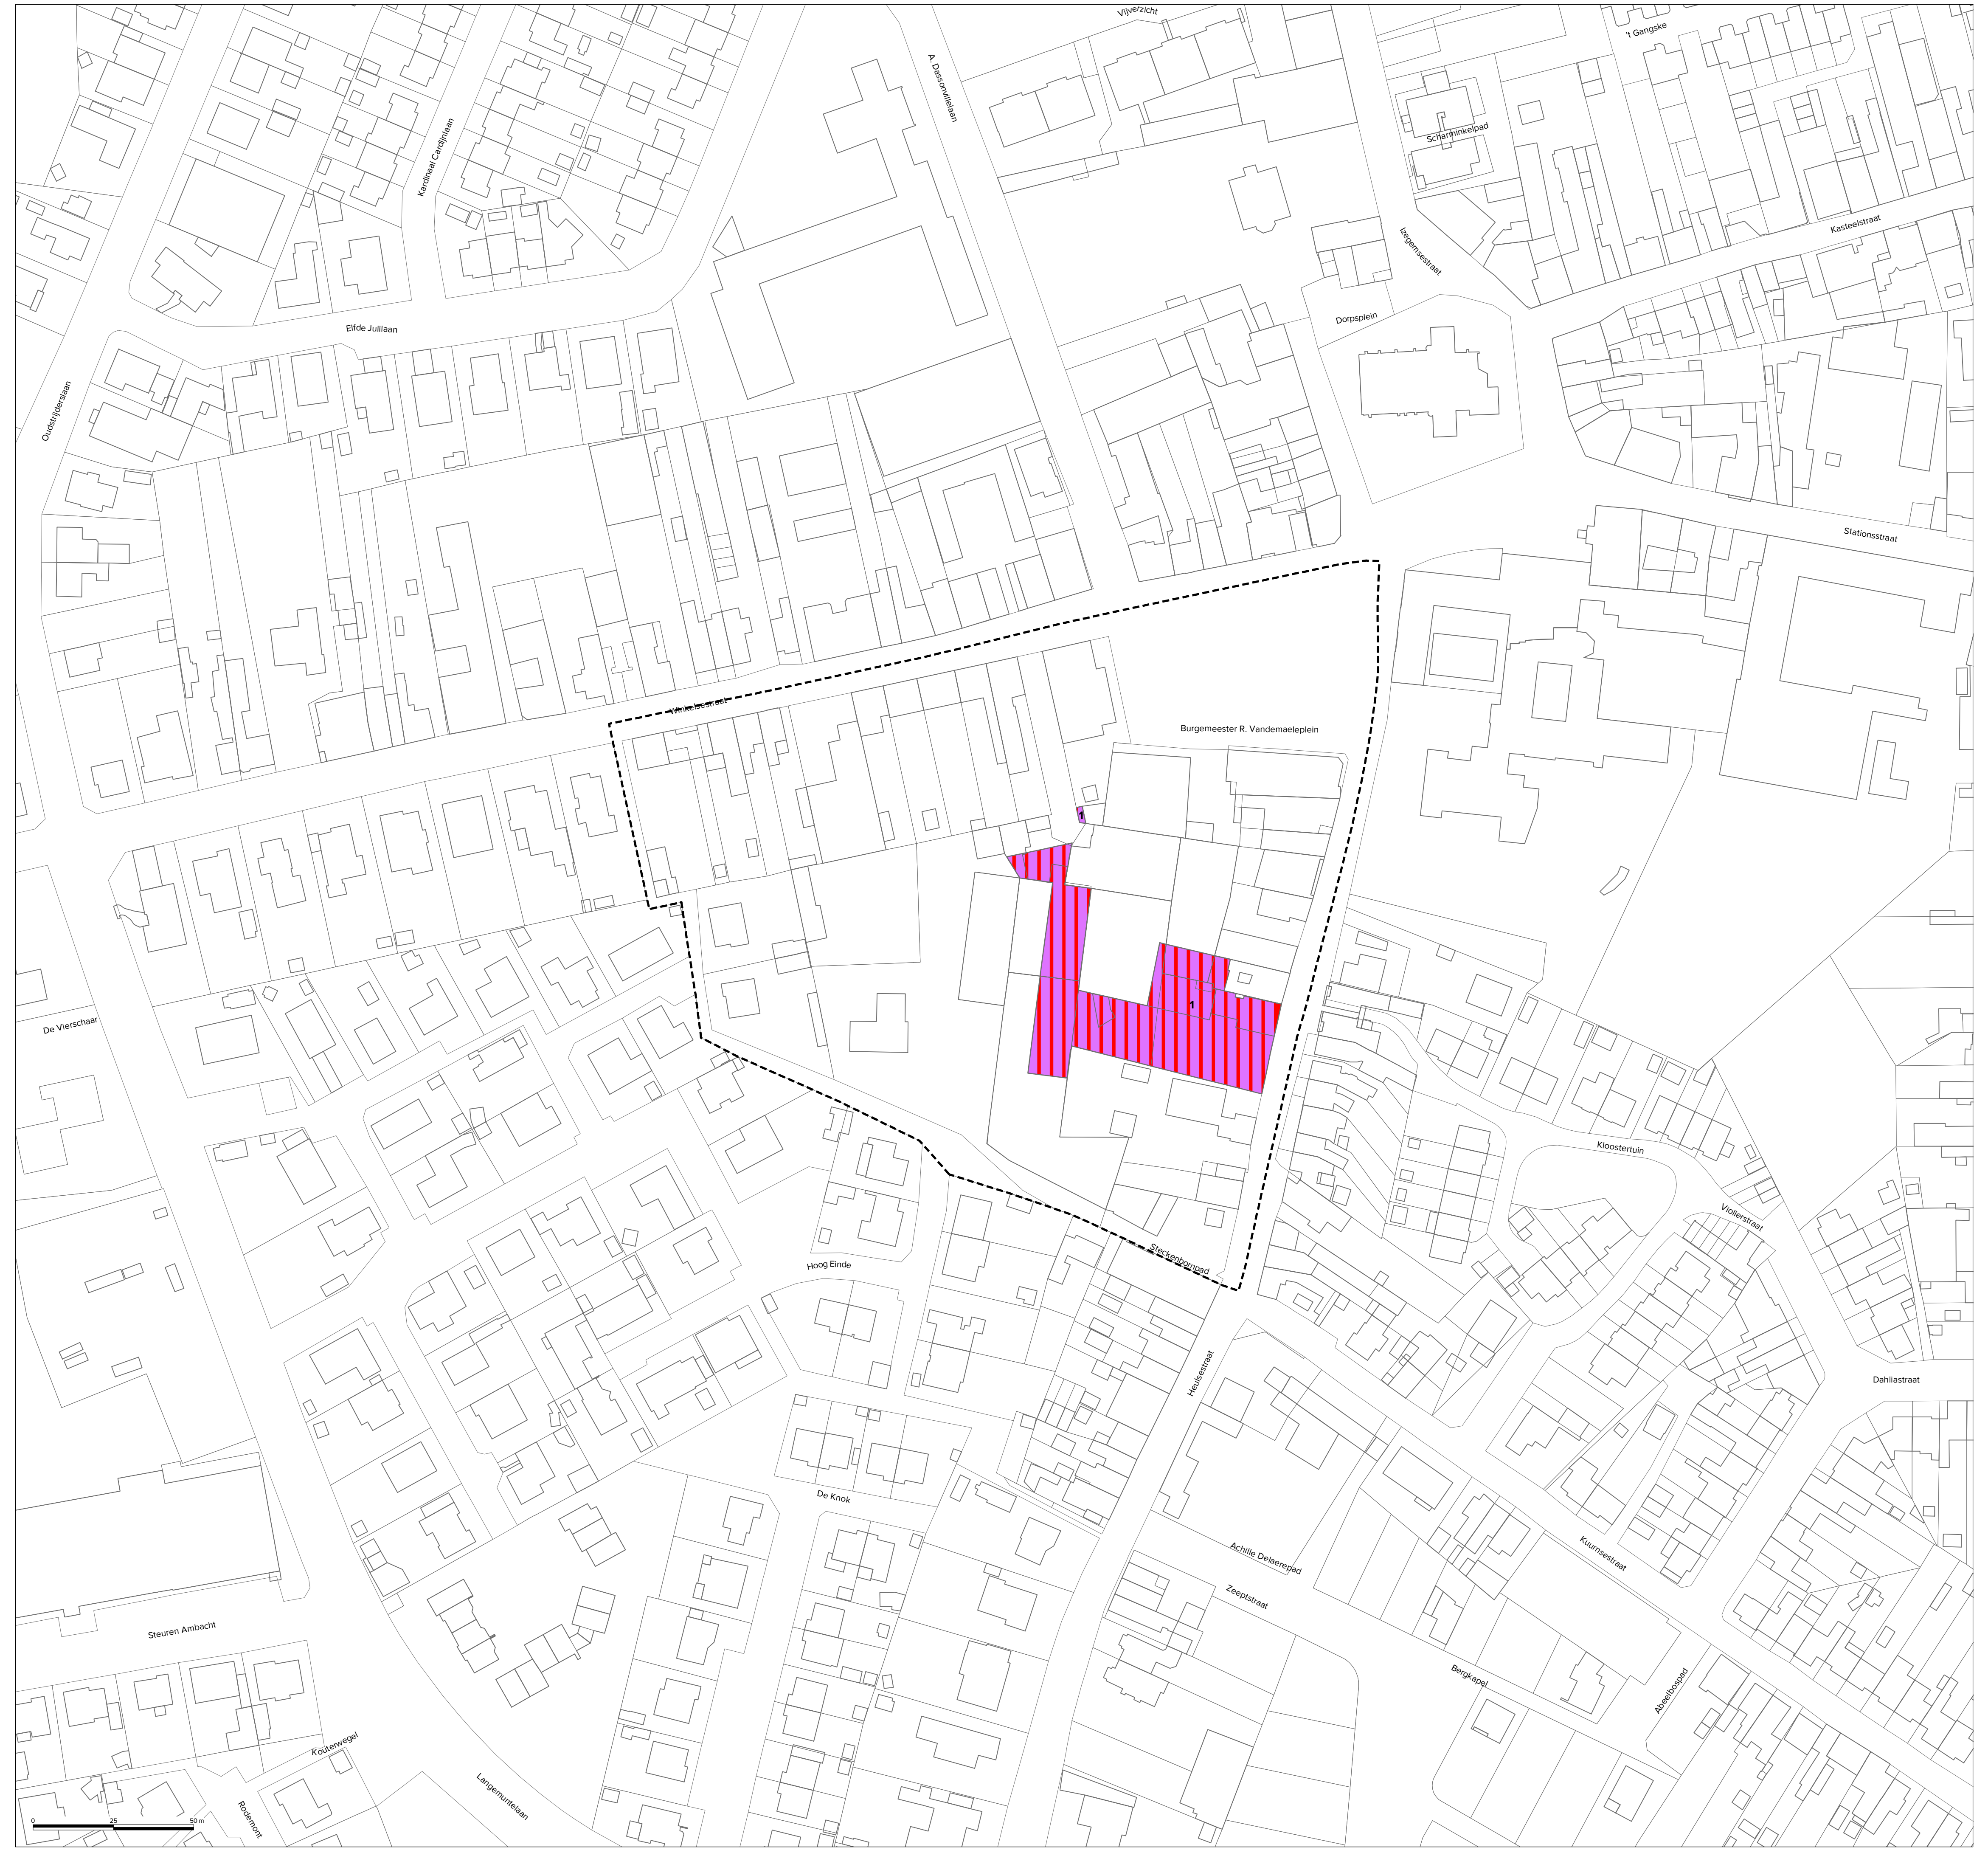 Vijverzicht
't Gangske
A. Dassonvillelaan
Kardinaal Cardijnlaan
Scharminkelpad
Kasteelstraat
Izegemsestraat
Dorpsplein
Elfde Julilaan
Oudstrijderslaan
Stationsstraat
Winkelsestraat
Burgemeester R. Vandemaeleplein
1
1
De Vierschaar
Kloostertuin
Violierstraat
Steckenbornpad
Hoog Einde
Heulsestraat
Dahliastraat
De Knok
Achille Delaerepad
Kuurnsestraat
Zeeptstraat
Steuren Ambacht
Bergkapel
Abeelbospad
Kouterwegel
Langemuntelaan
Rodemont
0 25 50 m